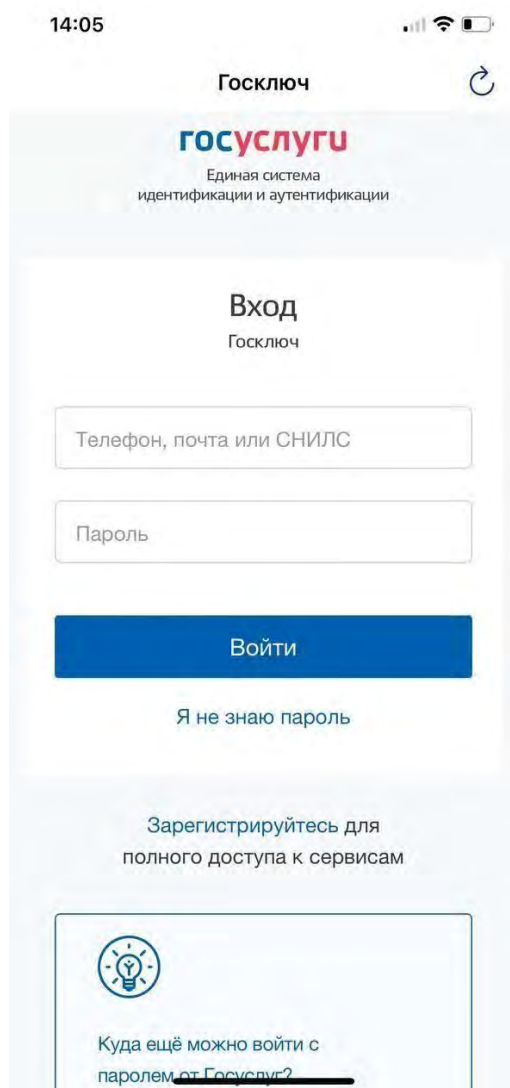 14:05
Госключ
госуслуги
Единая система
идентификации и аутентификации
Вход
Госключ
Телефон, почта или СНИЛС
Пароль
Войти
Я не знаю пароль
Зарегистрируйтесь для
полного доступа к сервисам
Куда ещё можно войти с
паролем от Госуслуг?